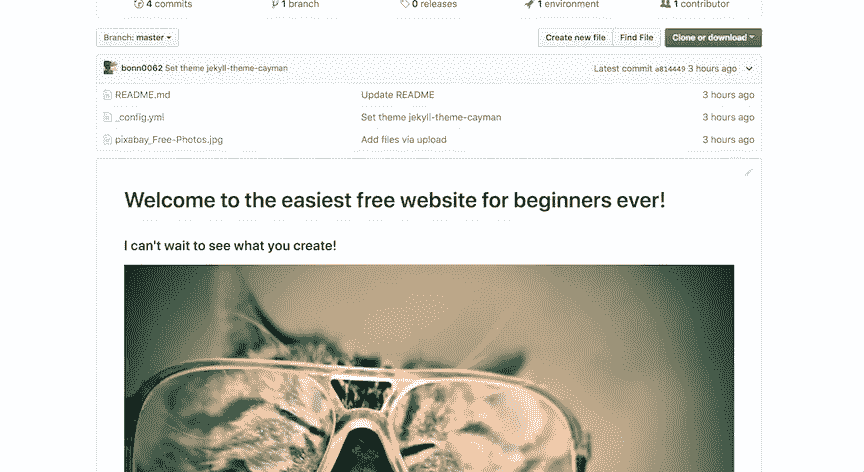 4 commits 1 branch 0 releases 1 environment 1 contributor
Branch: master Create new file Find File Clone or download
bonn0062 Set theme jekyll-theme-cayman Latest commit a814449 3 hours ago
README.md Update README 3 hours ago
_config.yml Set theme jekyll-theme-cayman 3 hours ago
pixabay_Free-Photos.jpg Add files via upload 3 hours ago
Welcome to the easiest free website for beginners ever!
I can't wait to see what you create!